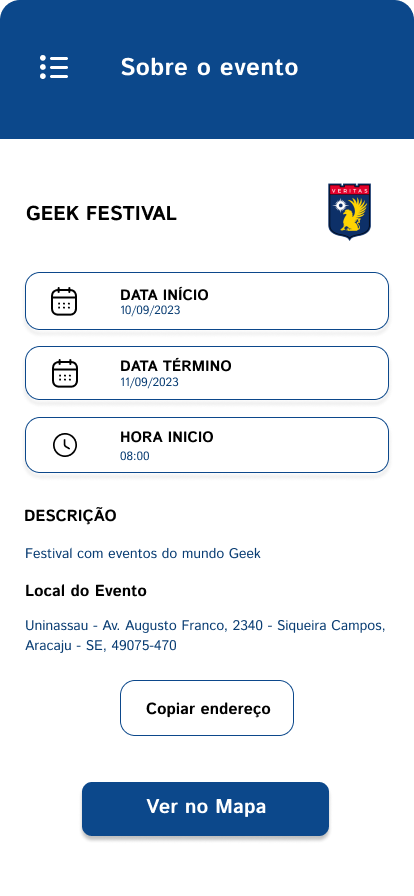 Sobre o evento
VERITAS
GEEK FESTIVAL
DATA INÍCIO
10/09/2023
DATA TÉRMINO
11/09/2023
HORA INICIO
08:00
DESCRIÇÃO
Festival com eventos do mundo Geek
Local do Evento
Uninassau - Av. Augusto Franco, 2340 - Siqueira Campos,
Aracaju - SE, 49075-470
Copiar endereço
Ver no Mapa